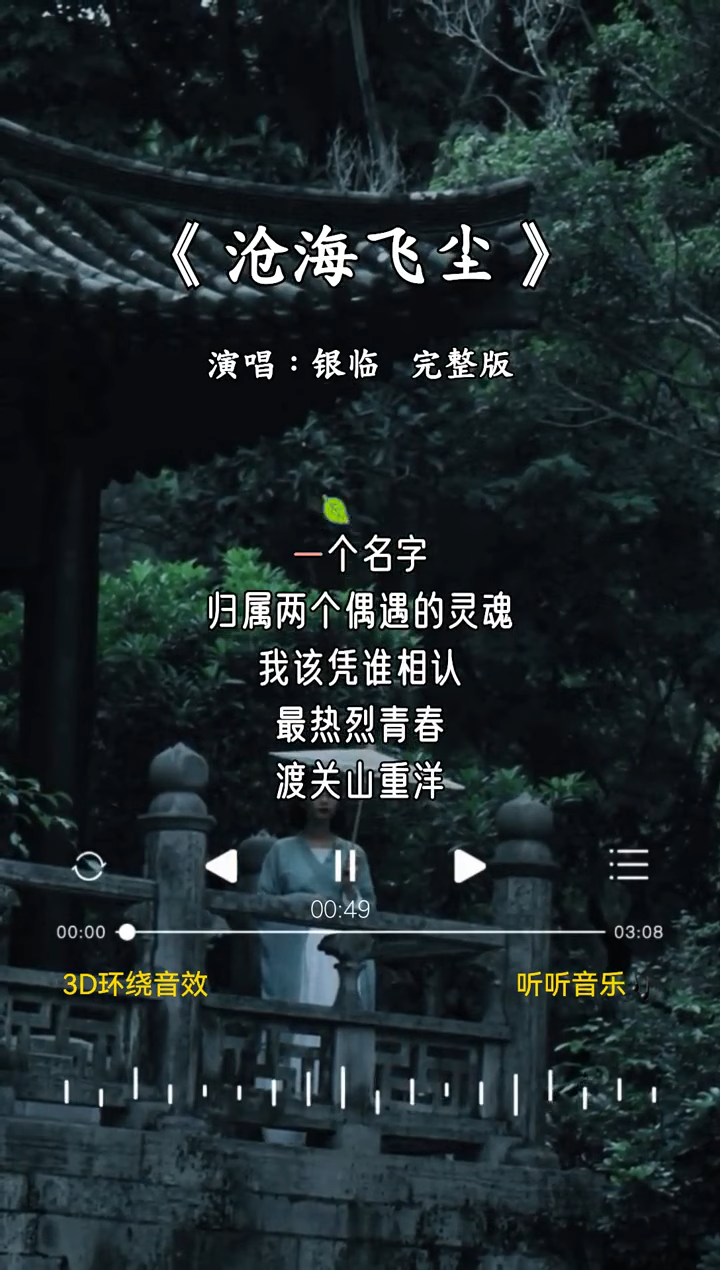 《沧海飞尘》
演唱：银临 完整版
一个名字
归属两个偶遇的灵魂
我该凭谁相认
最热烈青春
渡关山重洋
00:49
00:00 03:08
3D环绕音效 听听音乐